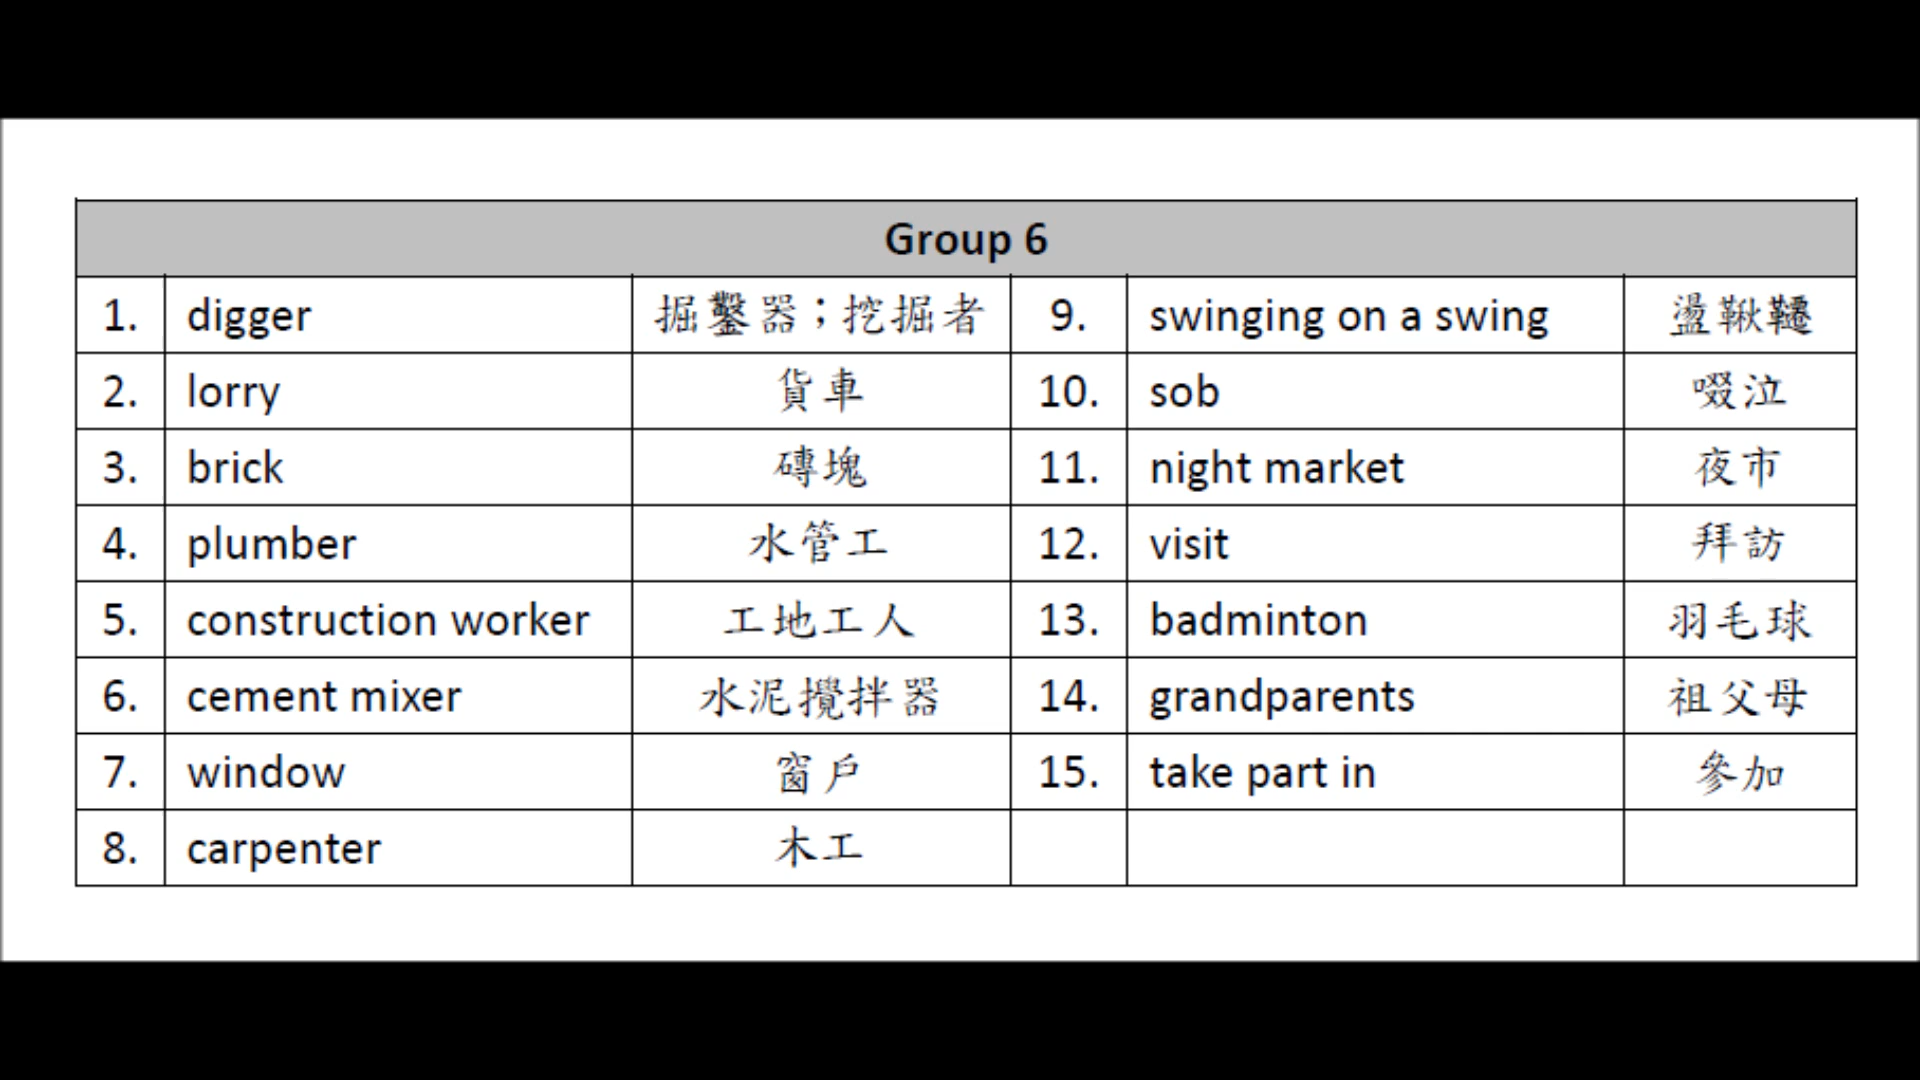 Group 6
1. digger 掘鑿器；挖掘者 9. swinging on a swing 盪鞦韆
2. lorry 貨車 10. sob 啜泣
3. brick 磚塊 11. night market 夜市
4. plumber 水管工 12. visit 拜訪
5. construction worker 工地工人 13. badminton 羽毛球
6. cement mixer 水泥攪拌器 14. grandparents 祖父母
7. window 窗戶 15. take part in 參加
8. carpenter 木工